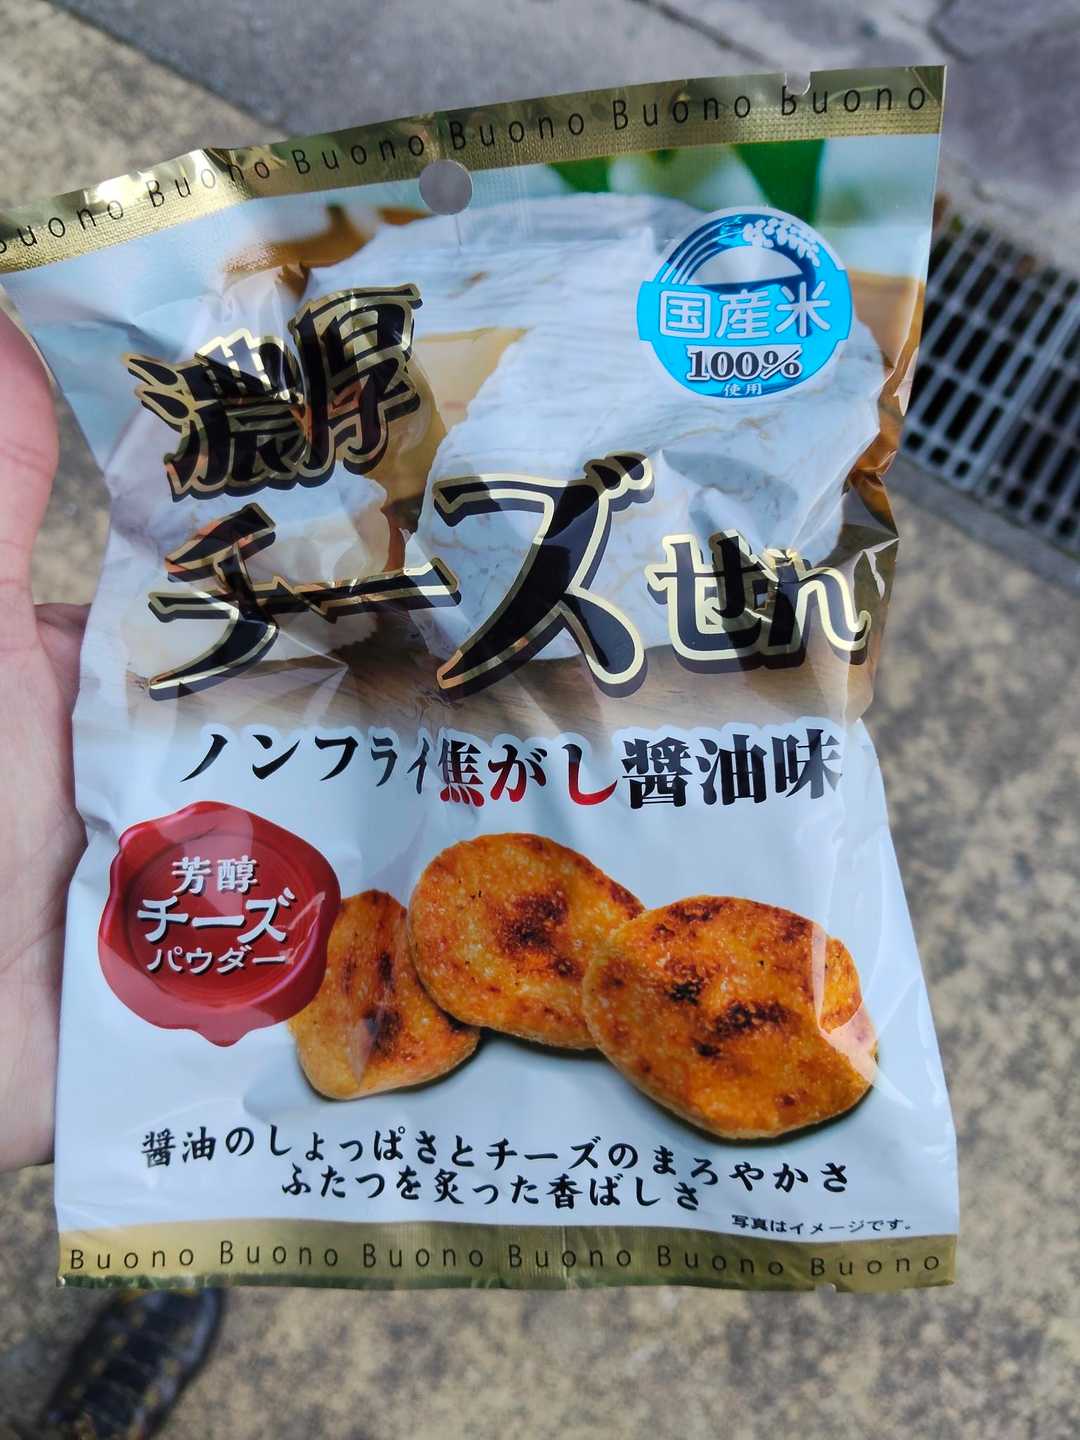 Buono Buono Buono Buono Buono Buono
国産米
100%
使用
濃厚
チーズせん
ノンフライ焦がし醤油味
芳醇
チーズ
パウダー
醤油のしょっぱさとチーズのまろやかさ
ふたつを炙った香ばしさ
写真はイメージです。
Buono Buono Buono Buono Buono Buono